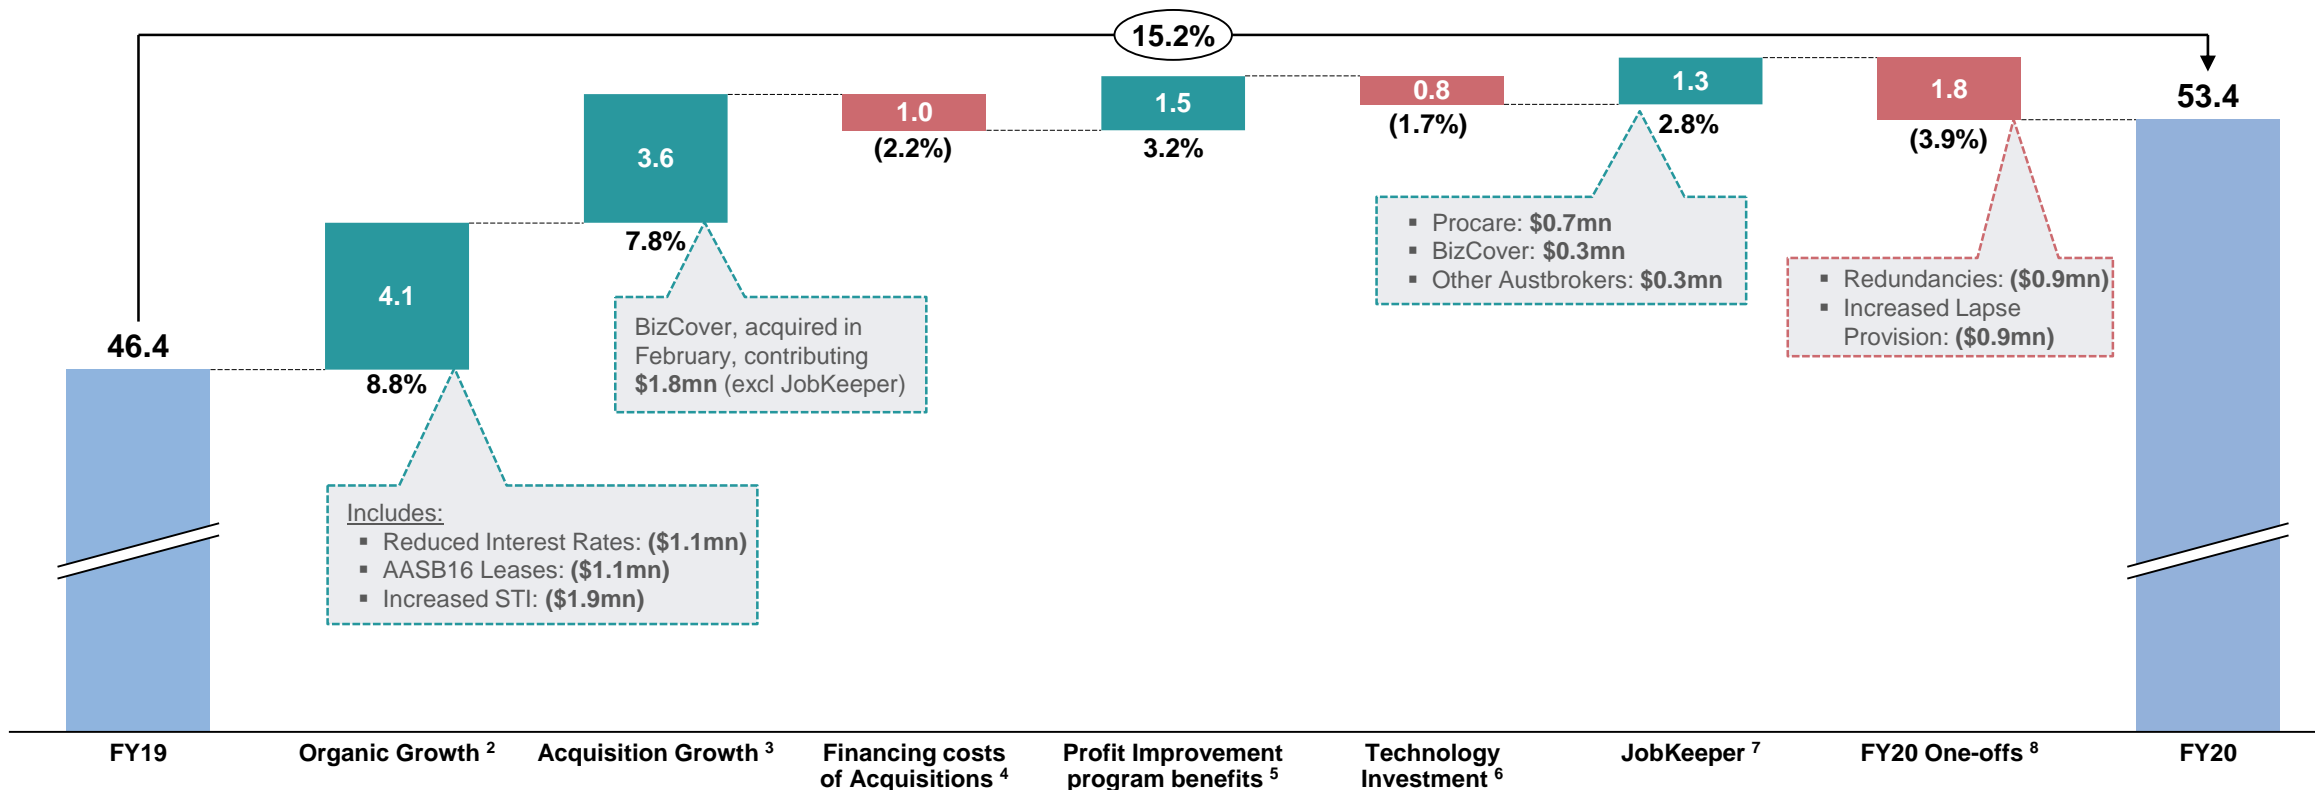 15.2%
46.4
4.1
8.8%
3.6
7.8%
1.0
(2.2%)
1.5
3.2%
0.8
(1.7%)
1.3
2.8%
1.8
(3.9%)
53.4
Includes:
▪ Reduced Interest Rates: ($1.1mn)
▪ AASB16 Leases: ($1.1mn)
▪ Increased STI: ($1.9mn)
BizCover, acquired in
February, contributing
$1.8mn (excl JobKeeper)
▪ Procare: $0.7mn
▪ BizCover: $0.3mn
▪ Other Austbrokers: $0.3mn
▪ Redundancies: ($0.9mn)
▪ Increased Lapse
Provision: ($0.9mn)
FY19
Organic Growth 2
Acquisition Growth 3
Financing costs
of Acquisitions 4
Profit Improvement
program benefits 5
Technology
Investment 6
JobKeeper 7
FY20 One-offs 8
FY20